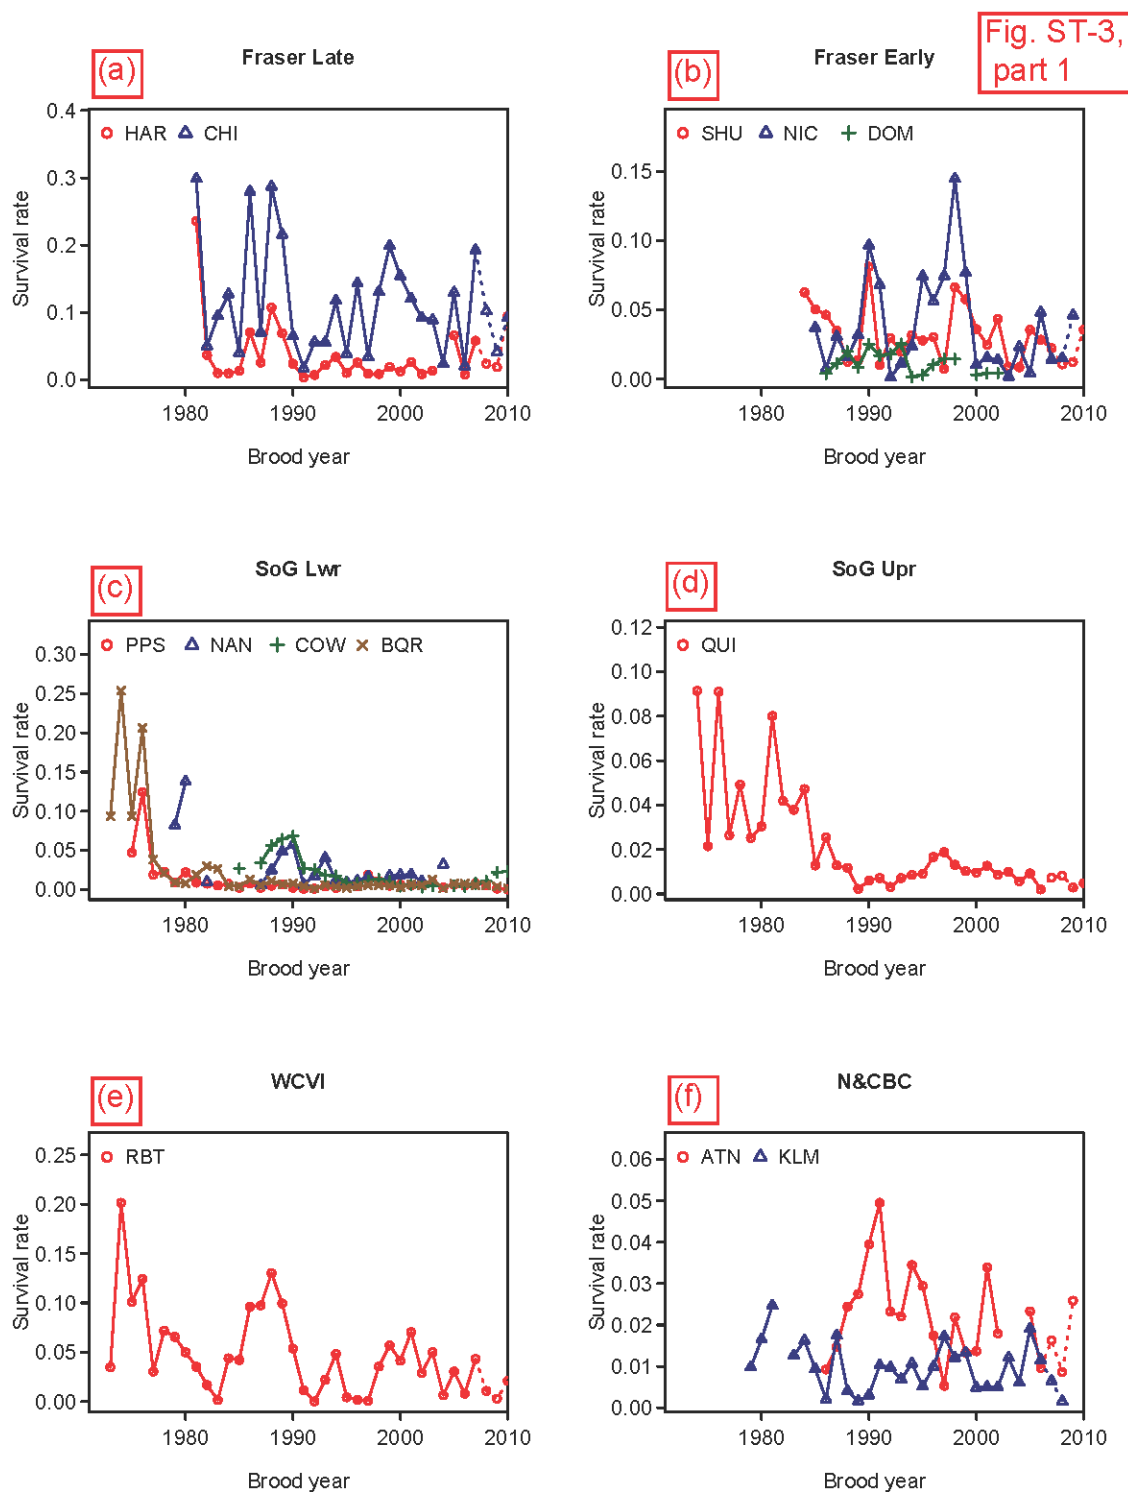 Fig. ST-3,
part 1
(a)
Fraser Late
HAR CHI
Survival rate
0.4
0.3
0.2
0.1
0.0
1980 1990 2000 2010
Brood year
(b)
Fraser Early
SHU NIC DOM
Survival rate
0.15
0.10
0.05
0.00
1980 1990 2000 2010
Brood year
(c)
SoG Lwr
PPS NAN COW BQR
Survival rate
0.30
0.25
0.20
0.15
0.10
0.05
0.00
1980 1990 2000 2010
Brood year
(d)
SoG Upr
QUI
Survival rate
0.12
0.10
0.08
0.06
0.04
0.02
0.00
1980 1990 2000 2010
Brood year
(e)
WCVI
RBT
Survival rate
0.25
0.20
0.15
0.10
0.05
0.00
1980 1990 2000 2010
Brood year
(f)
N&CBC
ATN KLM
Survival rate
0.06
0.05
0.04
0.03
0.02
0.01
0.00
1980 1990 2000 2010
Brood year